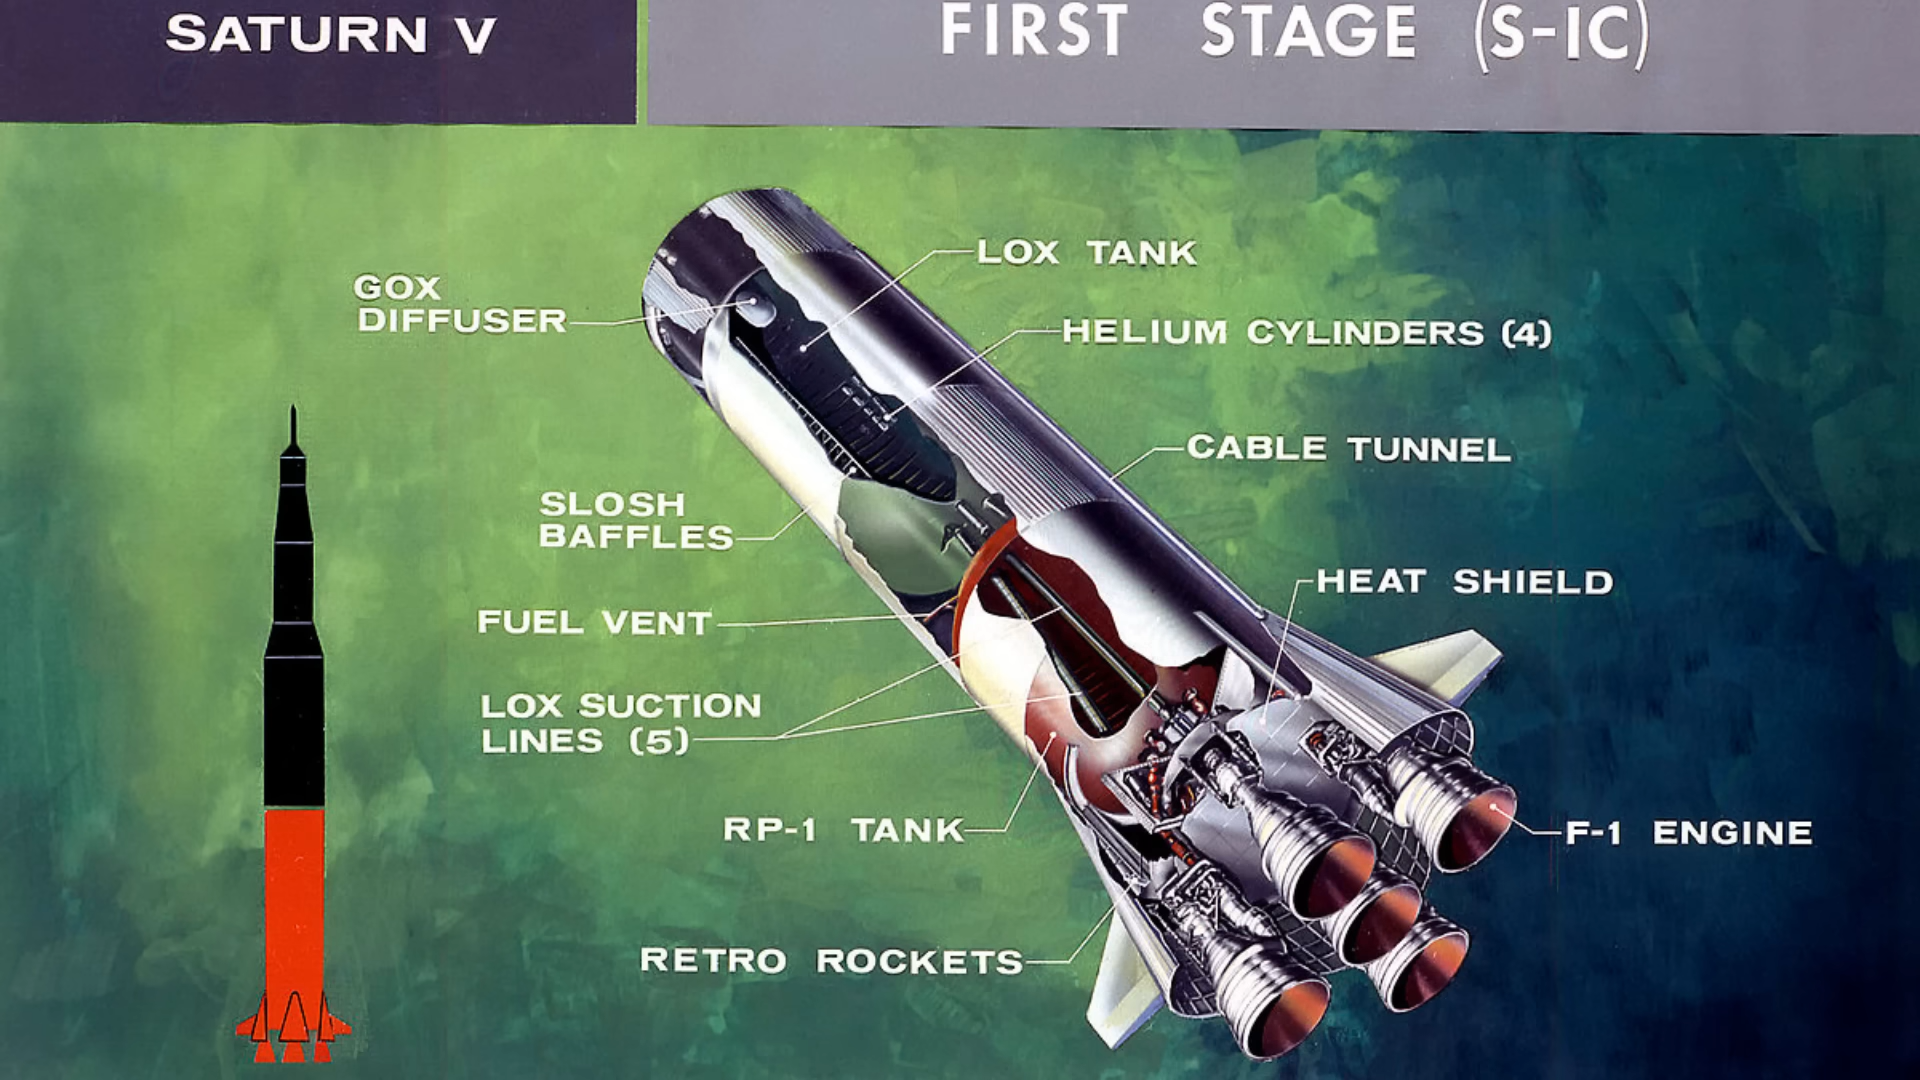 SATURN V
FIRST STAGE (S-IC)
LOX TANK
GOX
DIFFUSER
HELIUM CYLINDERS (4)
CABLE TUNNEL
SLOSH
BAFFLES
HEAT SHIELD
FUEL VENT
LOX SUCTION
LINES (5)
RP-1 TANK
F-1 ENGINE
RETRO ROCKETS